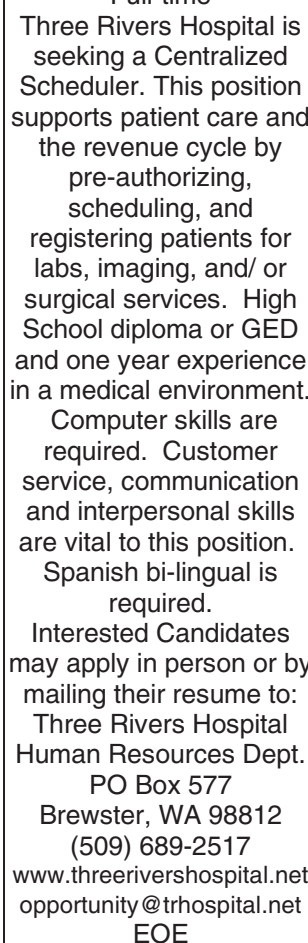 Full-time
Three Rivers Hospital is
seeking a Centralized
Scheduler. This position
supports patient care and
the revenue cycle by
pre-authorizing,
scheduling, and
registering patients for
labs, imaging, and/ or
surgical services. High
School diploma or GED
and one year experience
in a medical environment.
Computer skills are
required. Customer
service, communication
and interpersonal skills
are vital to this position.
Spanish bi-lingual is
required.
Interested Candidates
may apply in person or by
mailing their resume to:
Three Rivers Hospital
Human Resources Dept.
PO Box 577
Brewster, WA 98812
(509) 689-2517
www.threerivershospital.net
opportunity@trhospital.net
EOE